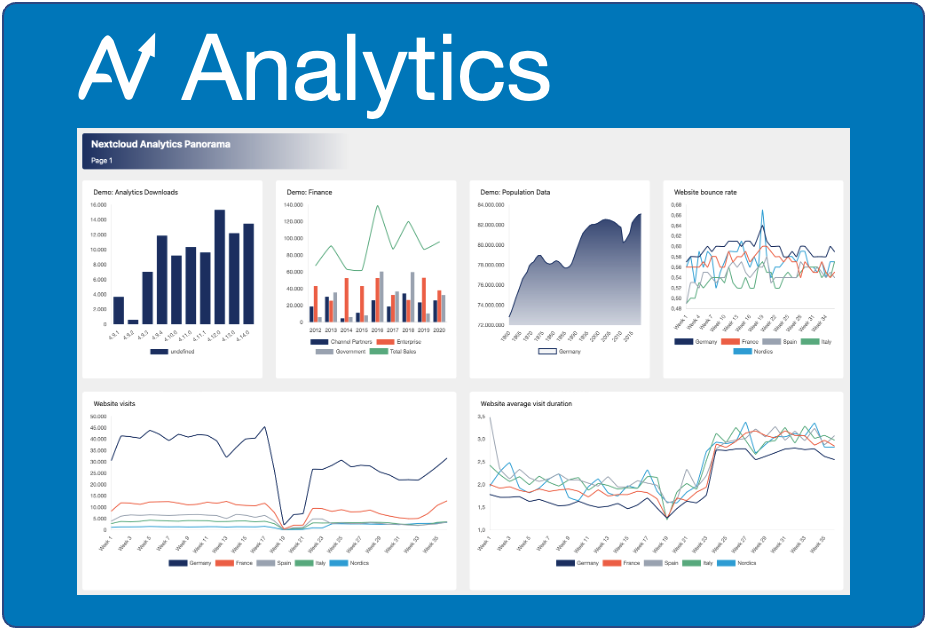 Analytics
Nextcloud Analytics Panorama
Page 1
Demo: Analytics Downloads
16.000
14.000
12.000
10.000
8.000
6.000
4.000
2.000
0
4.9.1 4.9.2 4.9.3 4.9.4 4.10.0 4.11.0 4.11.1 4.12.0 4.13.0 4.14.0
undefined
Demo: Finance
140.000
120.000
100.000
80.000
60.000
40.000
20.000
0
2012 2013 2014 2015 2016 2017 2018 2019 2020
Channel Partners Enterprise
Government Total Sales
Demo: Population Data
84.000.000
82.000.000
80.000.000
78.000.000
76.000.000
74.000.000
72.000.000
1960 1965 1970 1975 1980 1985 1990 1995 2000 2005 2010 2015
Germany
Website bounce rate
0,68
0,66
0,64
0,62
0,60
0,58
0,56
0,54
0,52
0,50
0,48
Week 1 Week 4 Week 7 Week 10 Week 13 Week 16 Week 19 Week 22 Week 25 Week 28 Week 31 Week 34
Germany France Spain Italy
Nordics
Website visits
50.000
45.000
40.000
35.000
30.000
25.000
20.000
15.000
10.000
5.000
0
Week 1 Week 3 Week 5 Week 7 Week 9 Week 11 Week 13 Week 15 Week 17 Week 19 Week 21 Week 23 Week 25 Week 27 Week 29 Week 31 Week 33 Week 35
Germany France Spain Italy Nordics
Website average visit duration
3,5
3,0
2,5
2,0
1,5
1,0
Week 1 Week 3 Week 5 Week 7 Week 9 Week 11 Week 13 Week 15 Week 17 Week 19 Week 21 Week 23 Week 25 Week 27 Week 29 Week 31 Week 33 Week 35
Germany France Spain Italy Nordics